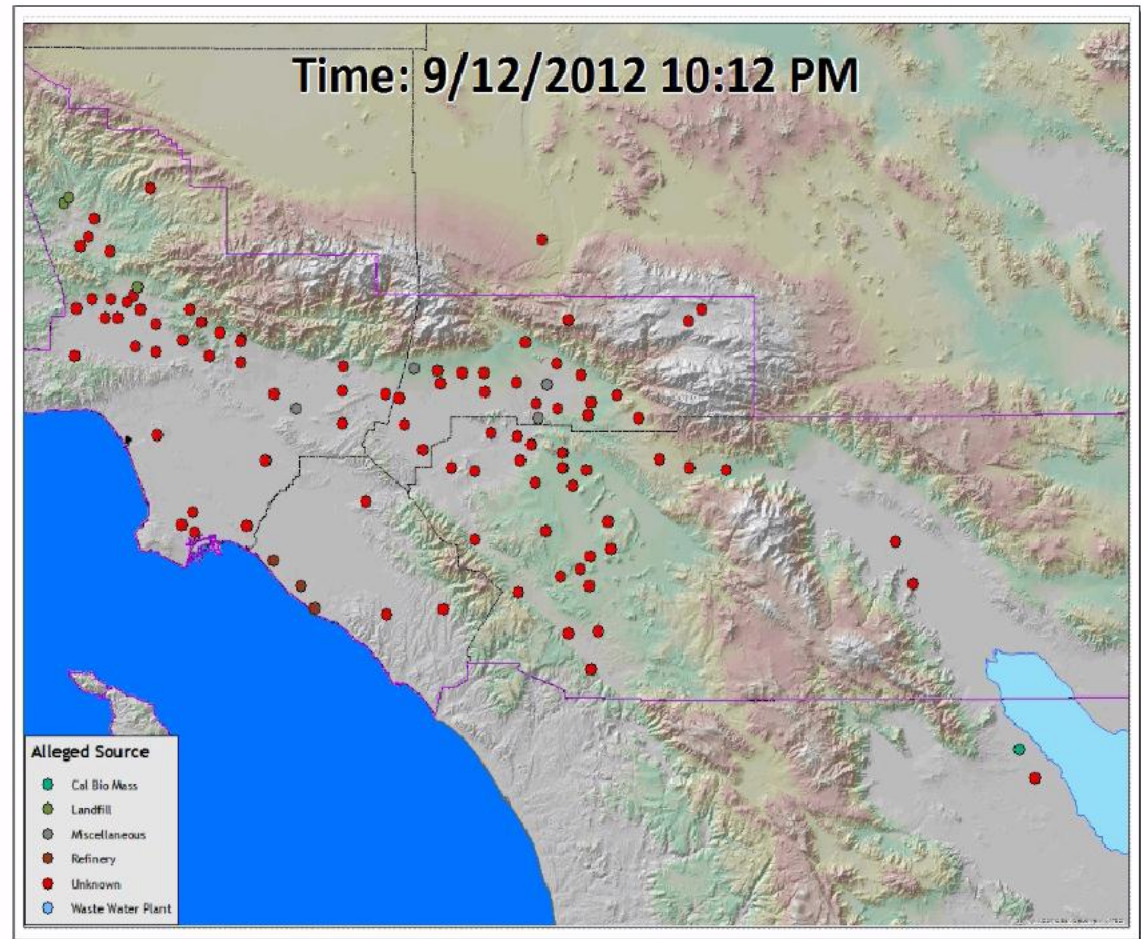 Time: 9/12/2012 10:12 PM
Alleged Source
Cal Bio Mass
Landfill
Miscellaneous
Refinery
Unknown
Waste Water Plant